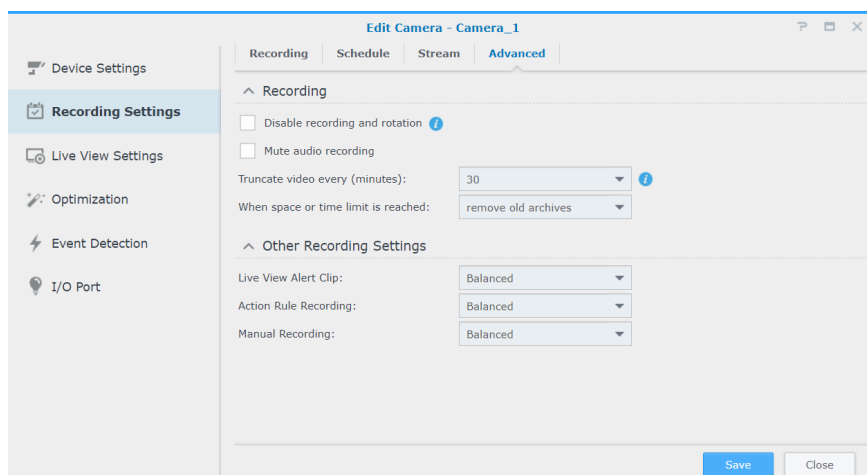 Edit Camera - Camera_1
Device Settings
Recording Settings
Live View Settings
Optimization
Event Detection
I/O Port
Recording Schedule Stream Advanced
Recording
Disable recording and rotation
Mute audio recording
Truncate video every (minutes): 30
When space or time limit is reached: remove old archives
Other Recording Settings
Live View Alert Clip: Balanced
Action Rule Recording: Balanced
Manual Recording: Balanced
Save Close